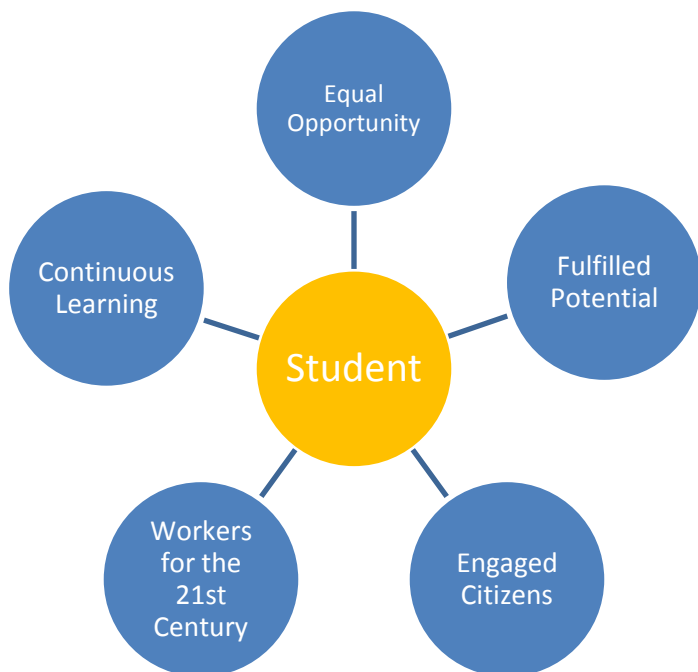 Equal
Opportunity
Continuous
Learning
Fulfilled
Potential
Student
Workers
for the
21st
Century
Engaged
Citizens